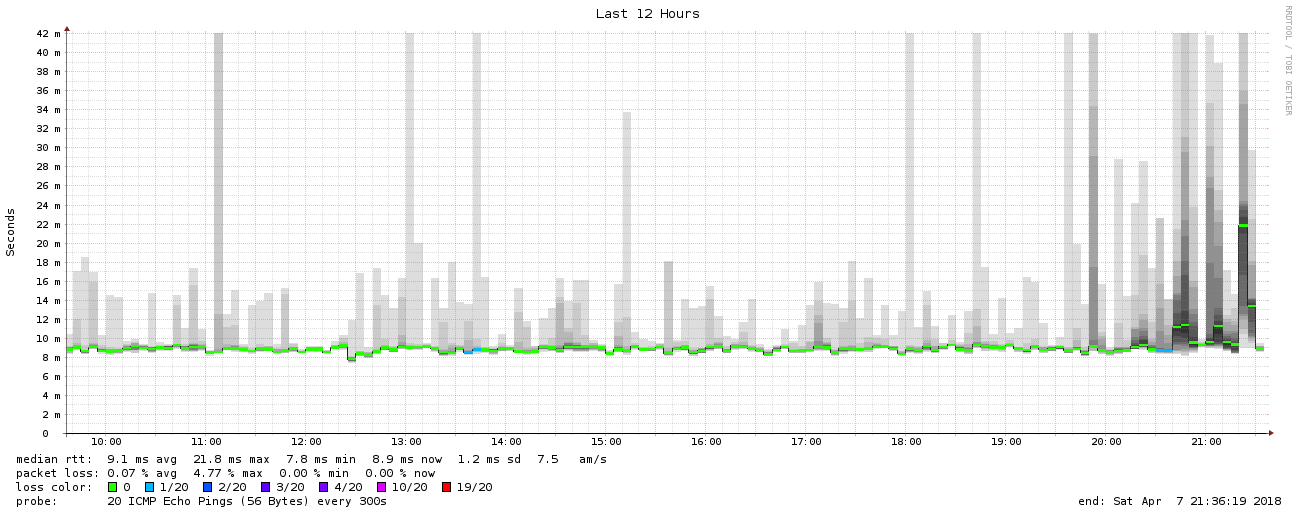 Last 12 Hours
RRDTOOL / TOBI OETIKER
Seconds
42 m
40 m
38 m
36 m
34 m
32 m
30 m
28 m
26 m
24 m
22 m
20 m
18 m
16 m
14 m
12 m
10 m
8 m
6 m
4 m
2 m
0
10:00 11:00 12:00 13:00 14:00 15:00 16:00 17:00 18:00 19:00 20:00 21:00
median rtt: 9.1 ms avg 21.8 ms max 7.8 ms min 8.9 ms now 1.2 ms sd 7.5 am/s
packet loss: 0.07 % avg 4.77 % max 0.00 % min 0.00 % now
loss color: 0 1/20 2/20 3/20 4/20 10/20 19/20
probe: 20 ICMP Echo Pings (56 Bytes) every 300s end: Sat Apr 7 21:36:19 2018